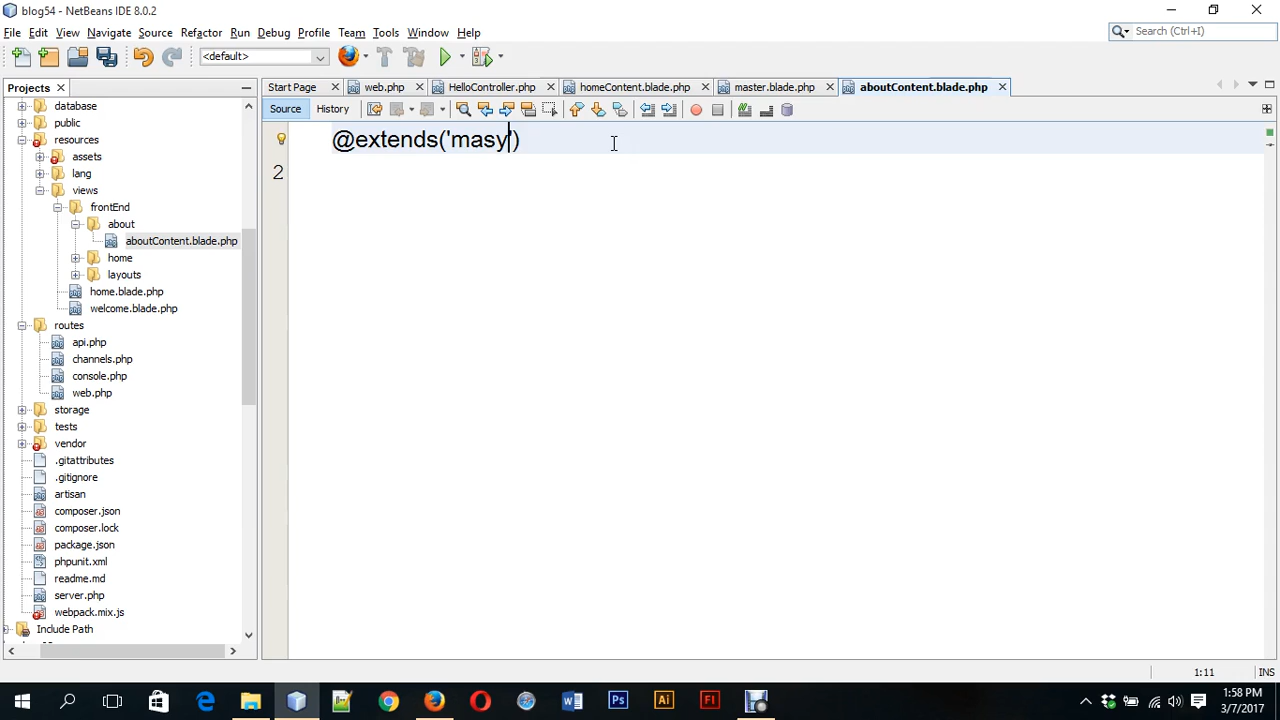 blog54 - NetBeans IDE 8.0.2
File Edit View Navigate Source Refactor Run Debug Profile Team Tools Window Help
Search (Ctrl+I)
<default>
Projects
Start Page web.php HelloController.php homeContent.blade.php master.blade.php aboutContent.blade.php
Source History
database
public
resources
assets
lang
views
frontEnd
about
aboutContent.blade.php
home
layouts
home.blade.php
welcome.blade.php
routes
api.php
channels.php
console.php
web.php
storage
tests
vendor
.gitattributes
.gitignore
artisan
composer.json
composer.lock
package.json
phpunit.xml
readme.md
server.php
webpack.mix.js
Include Path
@extends('masy')
2
1:11 INS
1:58 PM
3/7/2017